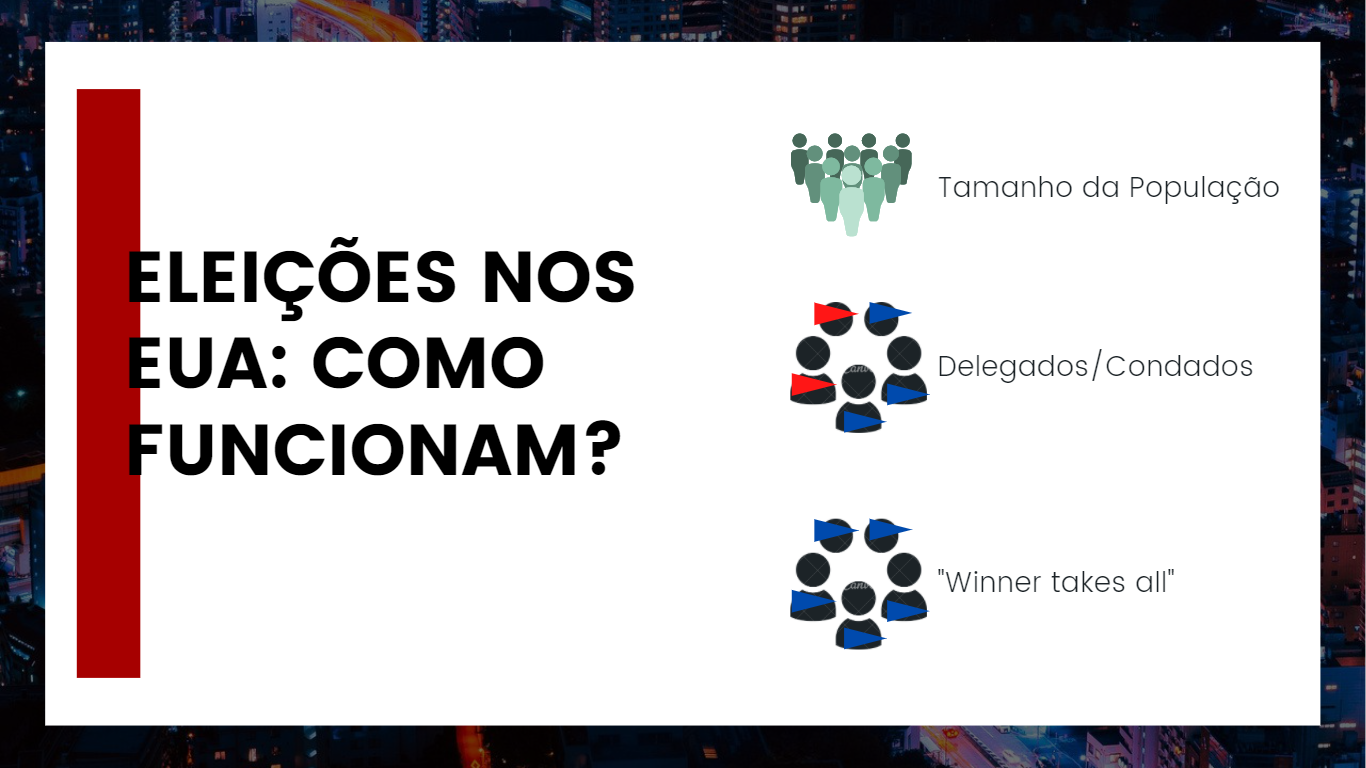 ELEIÇÕES NOS
EUA: COMO
FUNCIONAM?
Tamanho da População
Delegados/Condados
"Winner takes all"